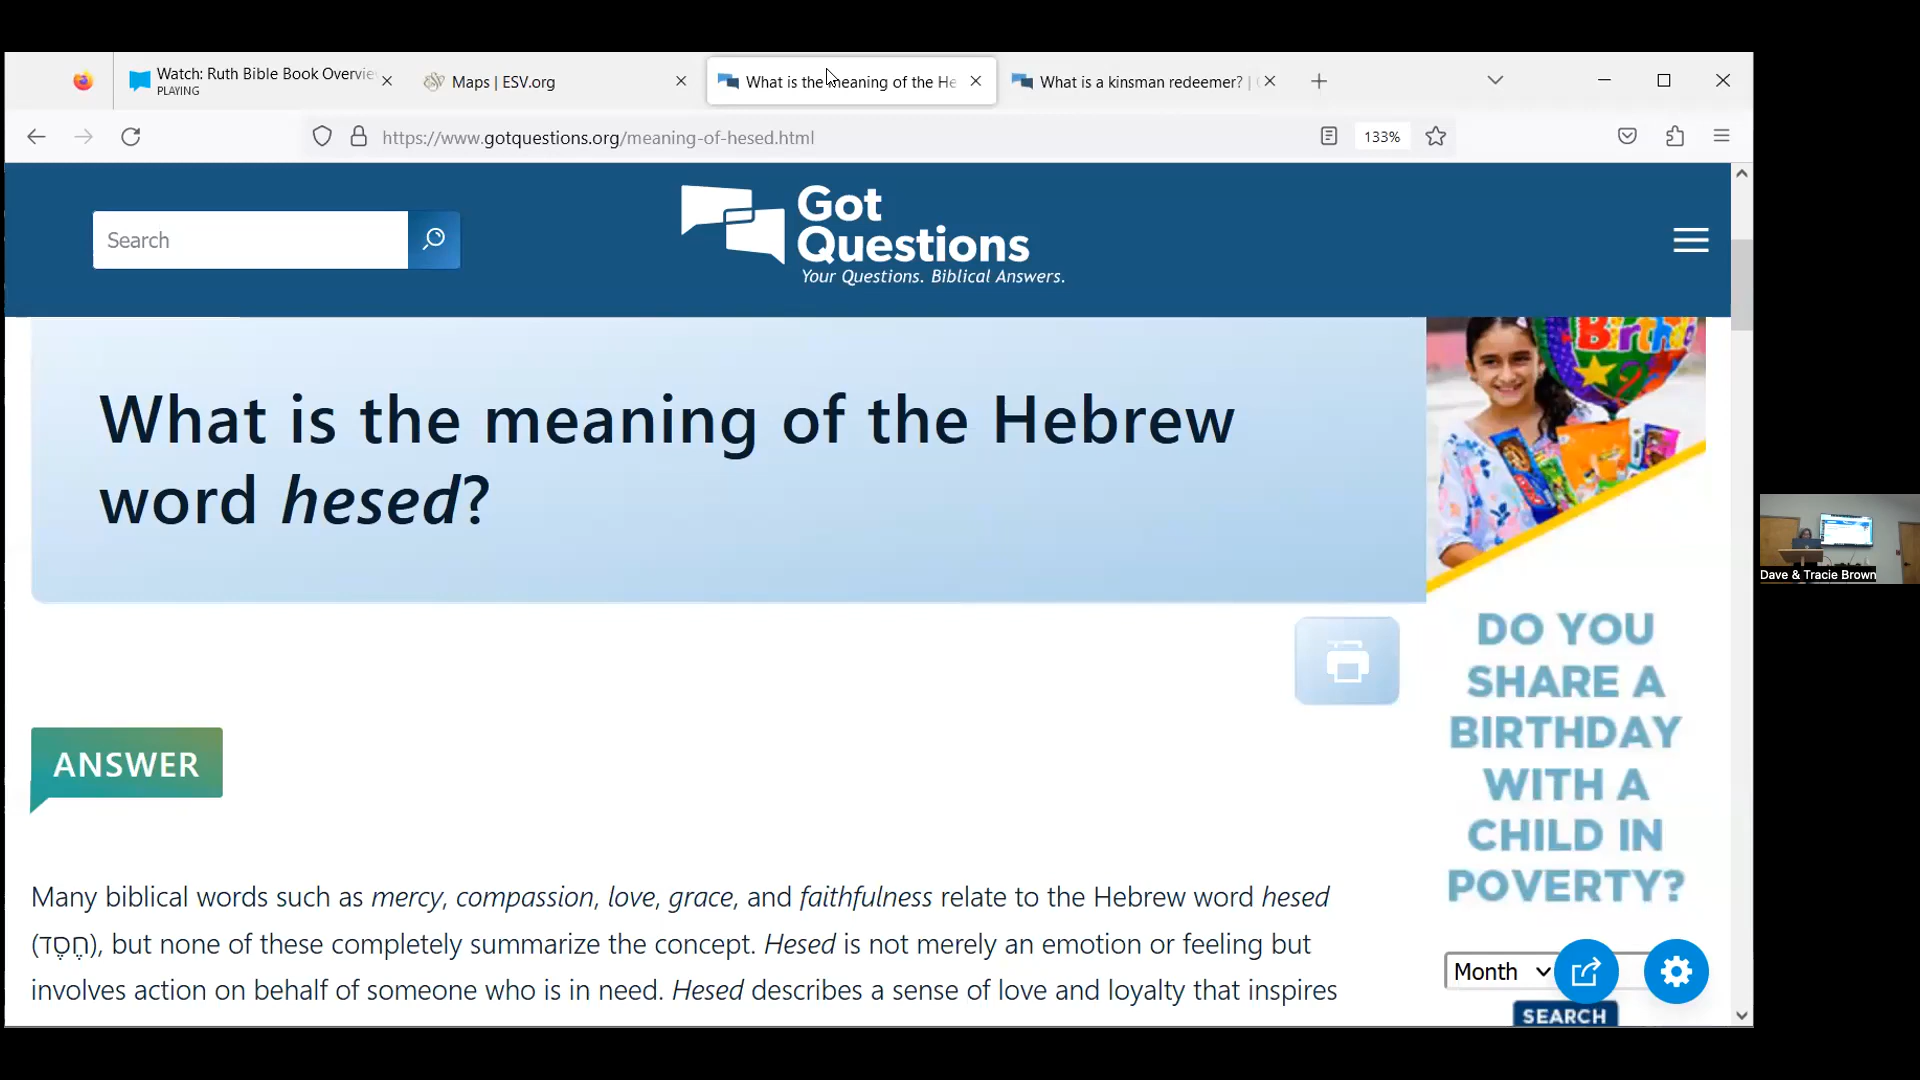 Watch: Ruth Bible Book Overvie
PLAYING
Maps | ESV.org
What is the meaning of the He
What is a kinsman redeemer? |
https://www.gotquestions.org/meaning-of-hesed.html
133%
Search
Got
Questions
Your Questions. Biblical Answers.
What is the meaning of the Hebrew
word hesed?
ANSWER
Many biblical words such as mercy, compassion, love, grace, and faithfulness relate to the Hebrew word hesed
(חֶסֶד), but none of these completely summarize the concept. Hesed is not merely an emotion or feeling but
involves action on behalf of someone who is in need. Hesed describes a sense of love and loyalty that inspires
Birthd
DO YOU
SHARE A
BIRTHDAY
WITH A
CHILD IN
POVERTY?
Month
SEARCH
Dave & Tracie Brown